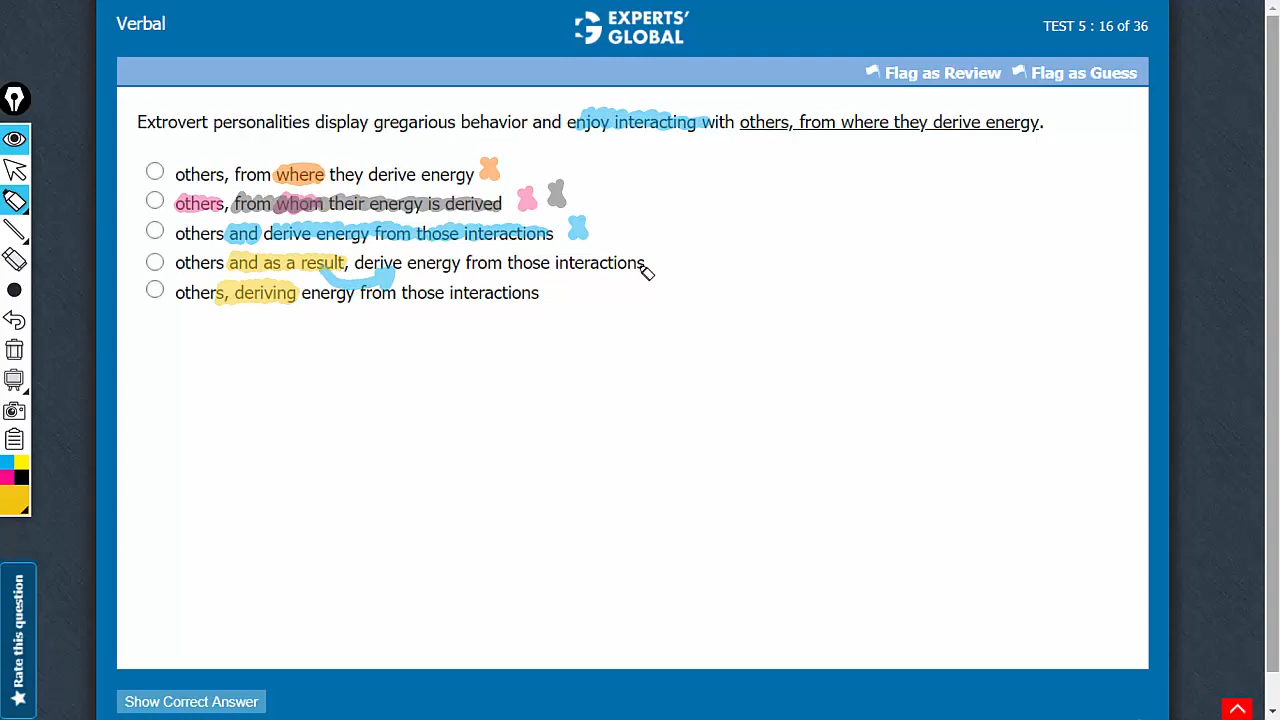 Verbal
EXPERTS'
GLOBAL
TEST 5 : 16 of 36
Flag as Review Flag as Guess
Extrovert personalities display gregarious behavior and enjoy interacting with others, from where they derive energy.
others, from where they derive energy
others, from whom their energy is derived
others and derive energy from those interactions
others and as a result, derive energy from those interactions
others, deriving energy from those interactions
Rate this question
Show Correct Answer